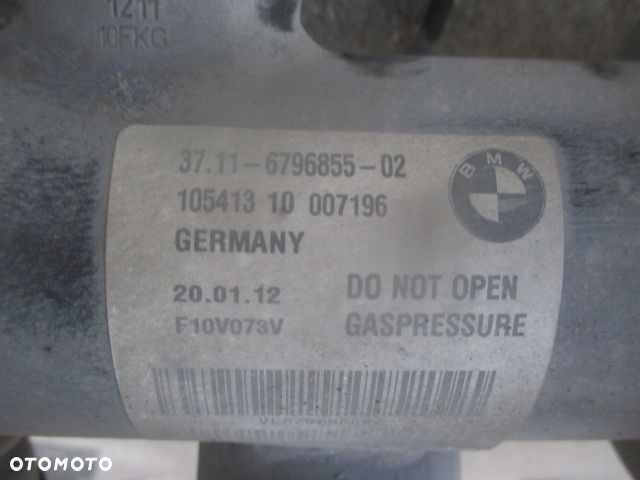 1211
10FKG
37.11-6796855-02
105413 10 007196
BMW
GERMANY
20.01.12 DO NOT OPEN
F10V073V GASPRESSURE
OTOMOTO